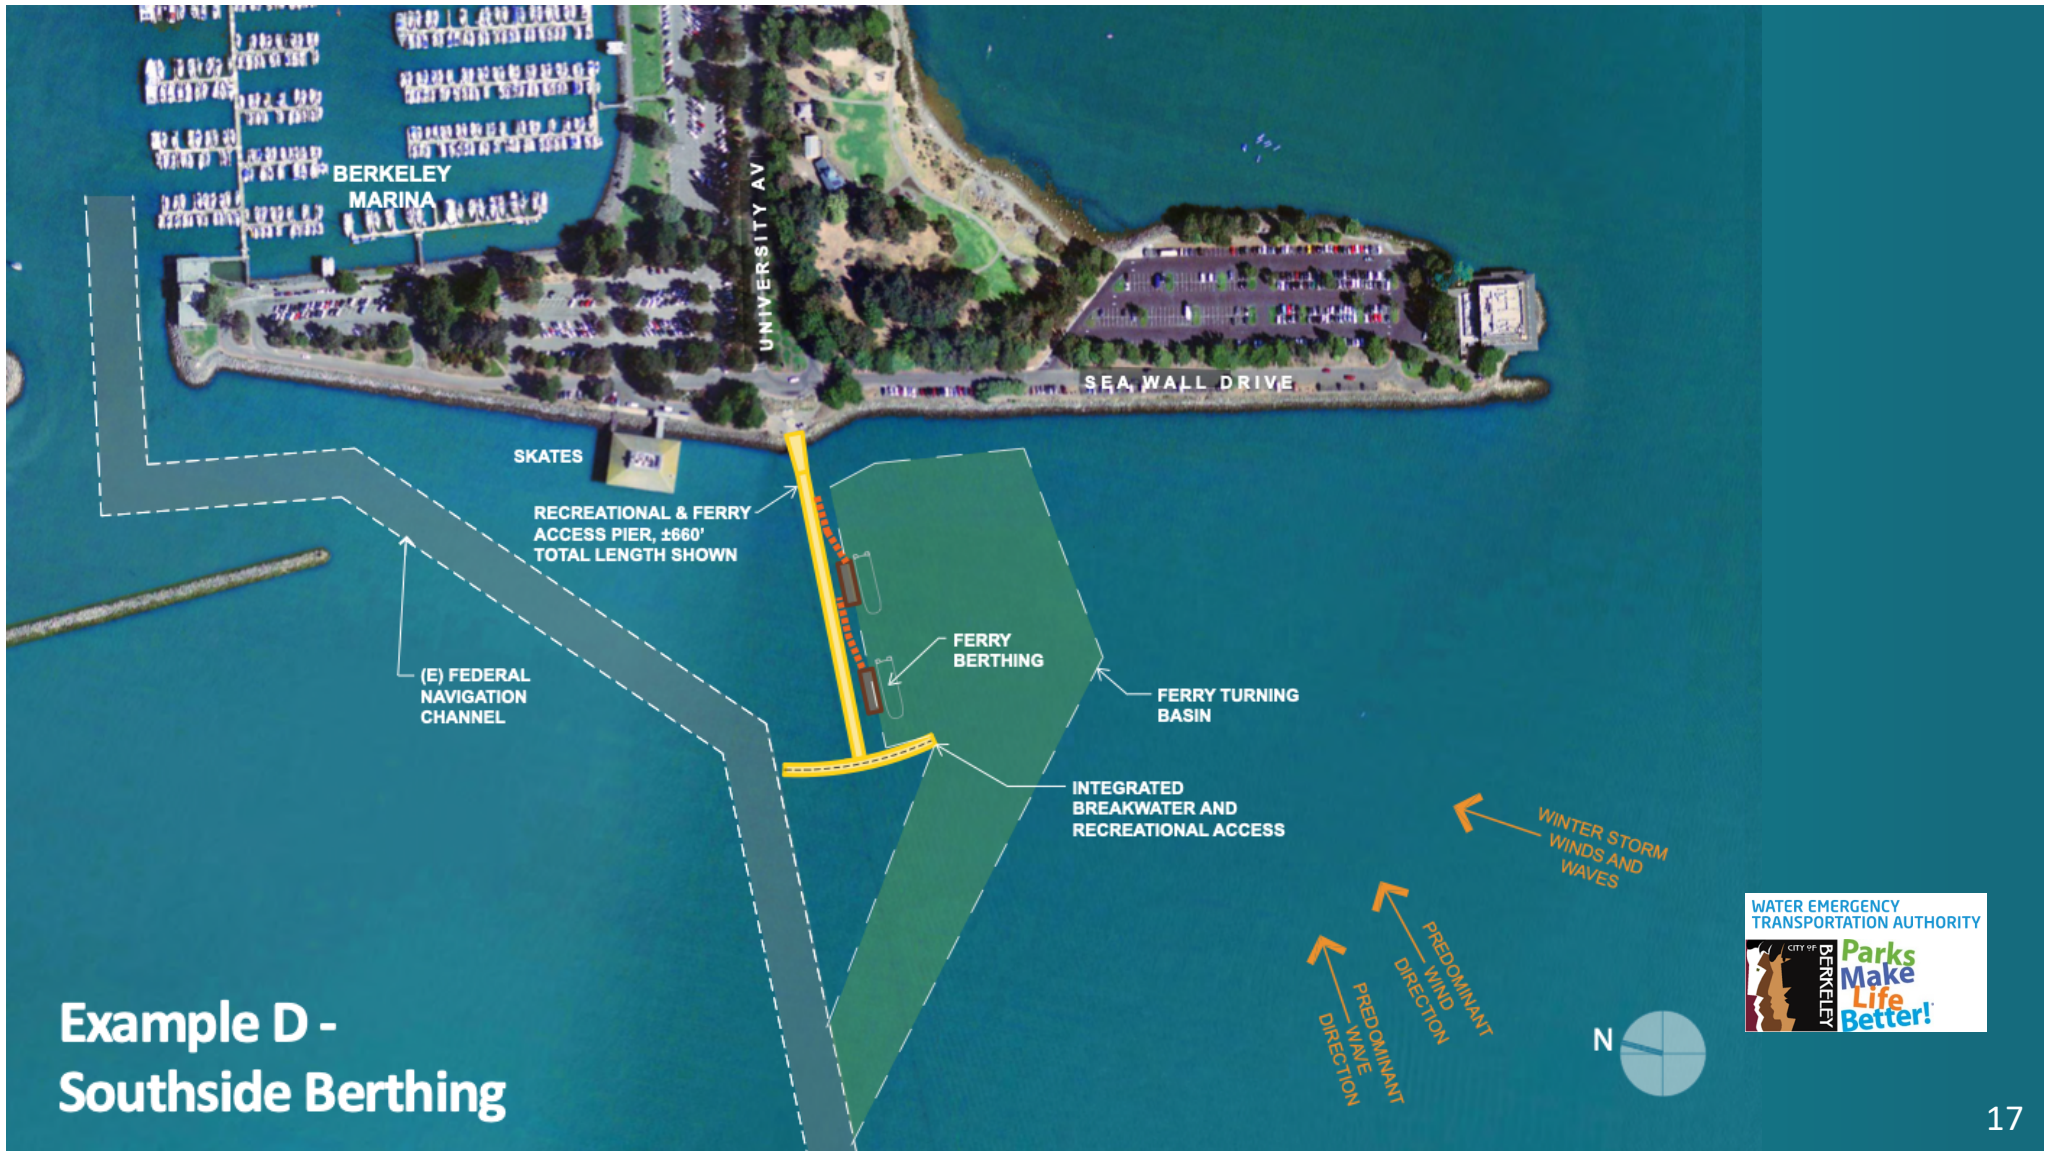 BERKELEY
MARINA
UNIVERSITY AV
SEA WALL DRIVE
SKATES
RECREATIONAL & FERRY
ACCESS PIER, ±660’
TOTAL LENGTH SHOWN
FERRY
BERTHING
(E) FEDERAL
NAVIGATION
CHANNEL
FERRY TURNING
BASIN
INTEGRATED
BREAKWATER AND
RECREATIONAL ACCESS
WINTER STORM
WINDS AND
WAVES
PREDOMINANT
WIND
DIRECTION
PREDOMINANT
WAVE
DIRECTION
WATER EMERGENCY
TRANSPORTATION AUTHORITY
CITY OF
BERKELEY
Parks
Make
Life
Better!
N
Example D -
Southside Berthing
17